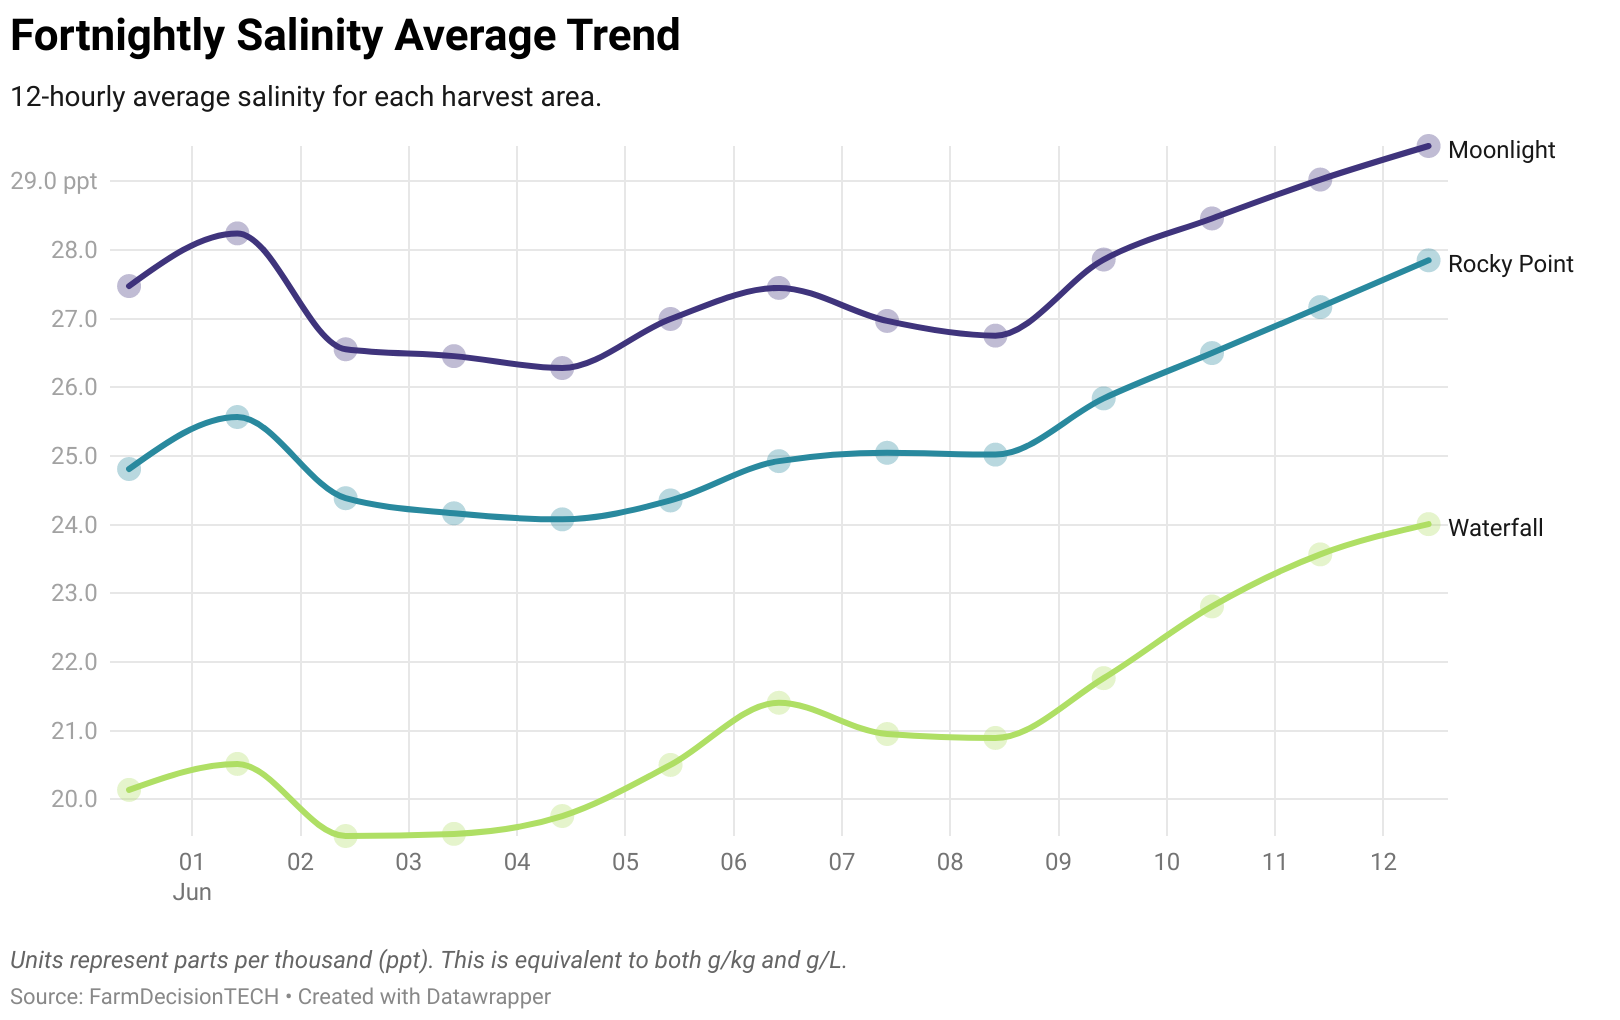 Fortnightly Salinity Average Trend
12-hourly average salinity for each harvest area.
Moonlight
29.0 ppt
28.0
Rocky Point
27.0
26.0
25.0
24.0
Waterfall
23.0
22.0
21.0
20.0
01 02 03 04 05 06 07 08 09 10 11 12
Jun
Units represent parts per thousand (ppt). This is equivalent to both g/kg and g/L.
Source: FarmDecisionTECH • Created with Datawrapper